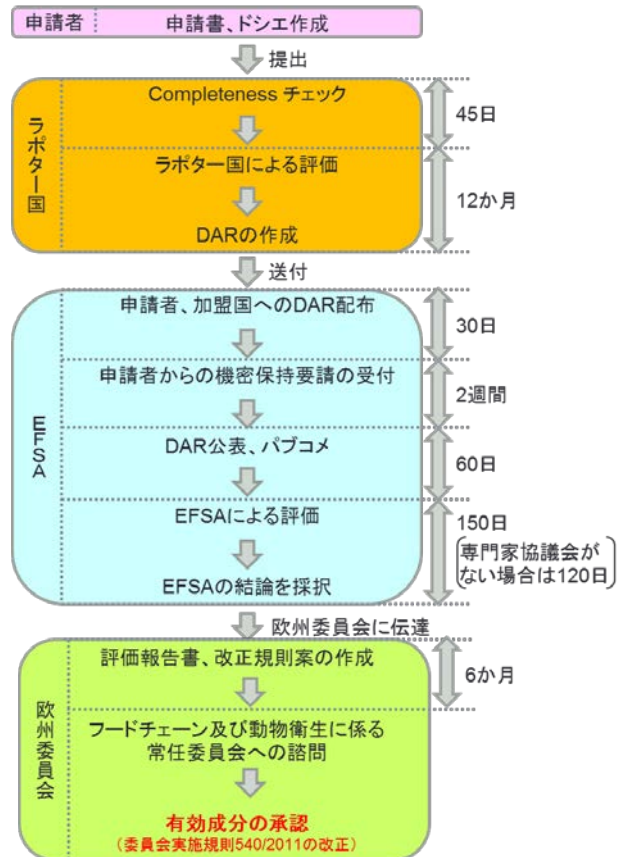 申請者 申請書、ドシエ作成
提出
ラポター国
Completeness チェック
45日
ラポター国による評価
12か月
DARの作成
送付
EFSA
申請者、加盟国へのDAR配布
30日
申請者からの機密保持要請の受付
2週間
DAR公表、パブコメ
60日
EFSAによる評価
150日
専門家協議会が
ない場合は120日
EFSAの結論を採択
欧州委員会に伝達
欧州委員会
評価報告書、改正規則案の作成
6か月
フードチェーン及び動物衛生に係る
常任委員会への諮問
有効成分の承認
（委員会実施規則540/2011の改正）